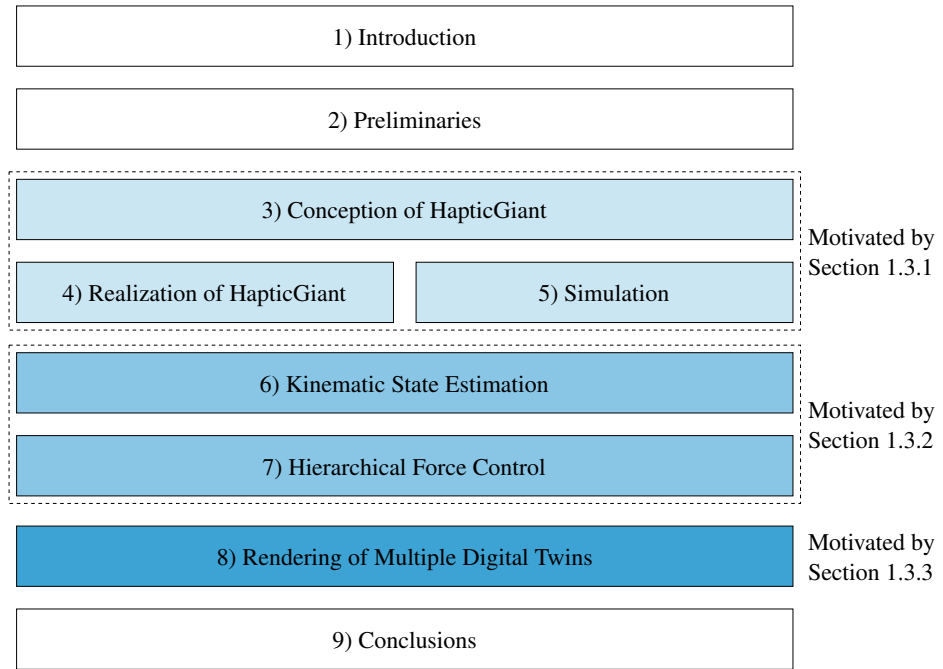 1) Introduction
2) Preliminaries
3) Conception of HapticGiant
4) Realization of HapticGiant
5) Simulation
Motivated by
Section 1.3.1
6) Kinematic State Estimation
7) Hierarchical Force Control
Motivated by
Section 1.3.2
8) Rendering of Multiple Digital Twins
Motivated by
Section 1.3.3
9) Conclusions